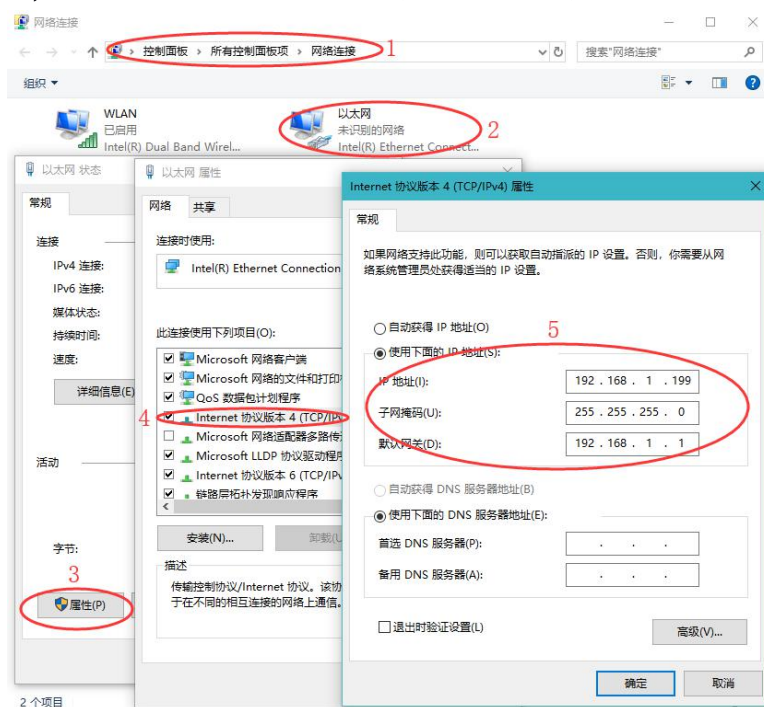 网络连接
控制面板 › 所有控制面板项 › 网络连接
1
搜索"网络连接"
组织
WLAN
已启用
Intel(R) Dual Band Wirel...
以太网
未识别的网络
Intel(R) Ethernet Connect...
2
以太网 状态
常规
连接
IPv4 连接:
IPv6 连接:
媒体状态:
持续时间:
速度:
详细信息(E)
活动
字节:
3
属性(P)
2 个项目
以太网 属性
网络 共享
连接时使用:
Intel(R) Ethernet Connection
此连接使用下列项目(O):
Microsoft 网络客户端
Microsoft 网络的文件和打印
QoS 数据包计划程序
4
Internet 协议版本 4 (TCP/IPv
Microsoft 网络适配器多路传
Microsoft LLDP 协议驱动程序
Internet 协议版本 6 (TCP/IPv
链路层拓扑发现响应程序
安装(N)...
卸载(U
描述
传输控制协议/Internet 协议。该协
于在不同的相互连接的网络上通信。
Internet 协议版本 4 (TCP/IPv4) 属性
常规
如果网络支持此功能，则可以获取自动指派的 IP 设置。否则，你需要从网
络系统管理员处获得适当的 IP 设置。
自动获得 IP 地址(O)
5
使用下面的 IP 地址(S):
IP 地址(I): 192 . 168 . 1 . 199
子网掩码(U): 255 . 255 . 255 . 0
默认网关(D): 192 . 168 . 1 . 1
自动获得 DNS 服务器地址(B)
使用下面的 DNS 服务器地址(E):
首选 DNS 服务器(P): . . .
备用 DNS 服务器(A): . . .
退出时验证设置(L)
高级(V)...
确定
取消